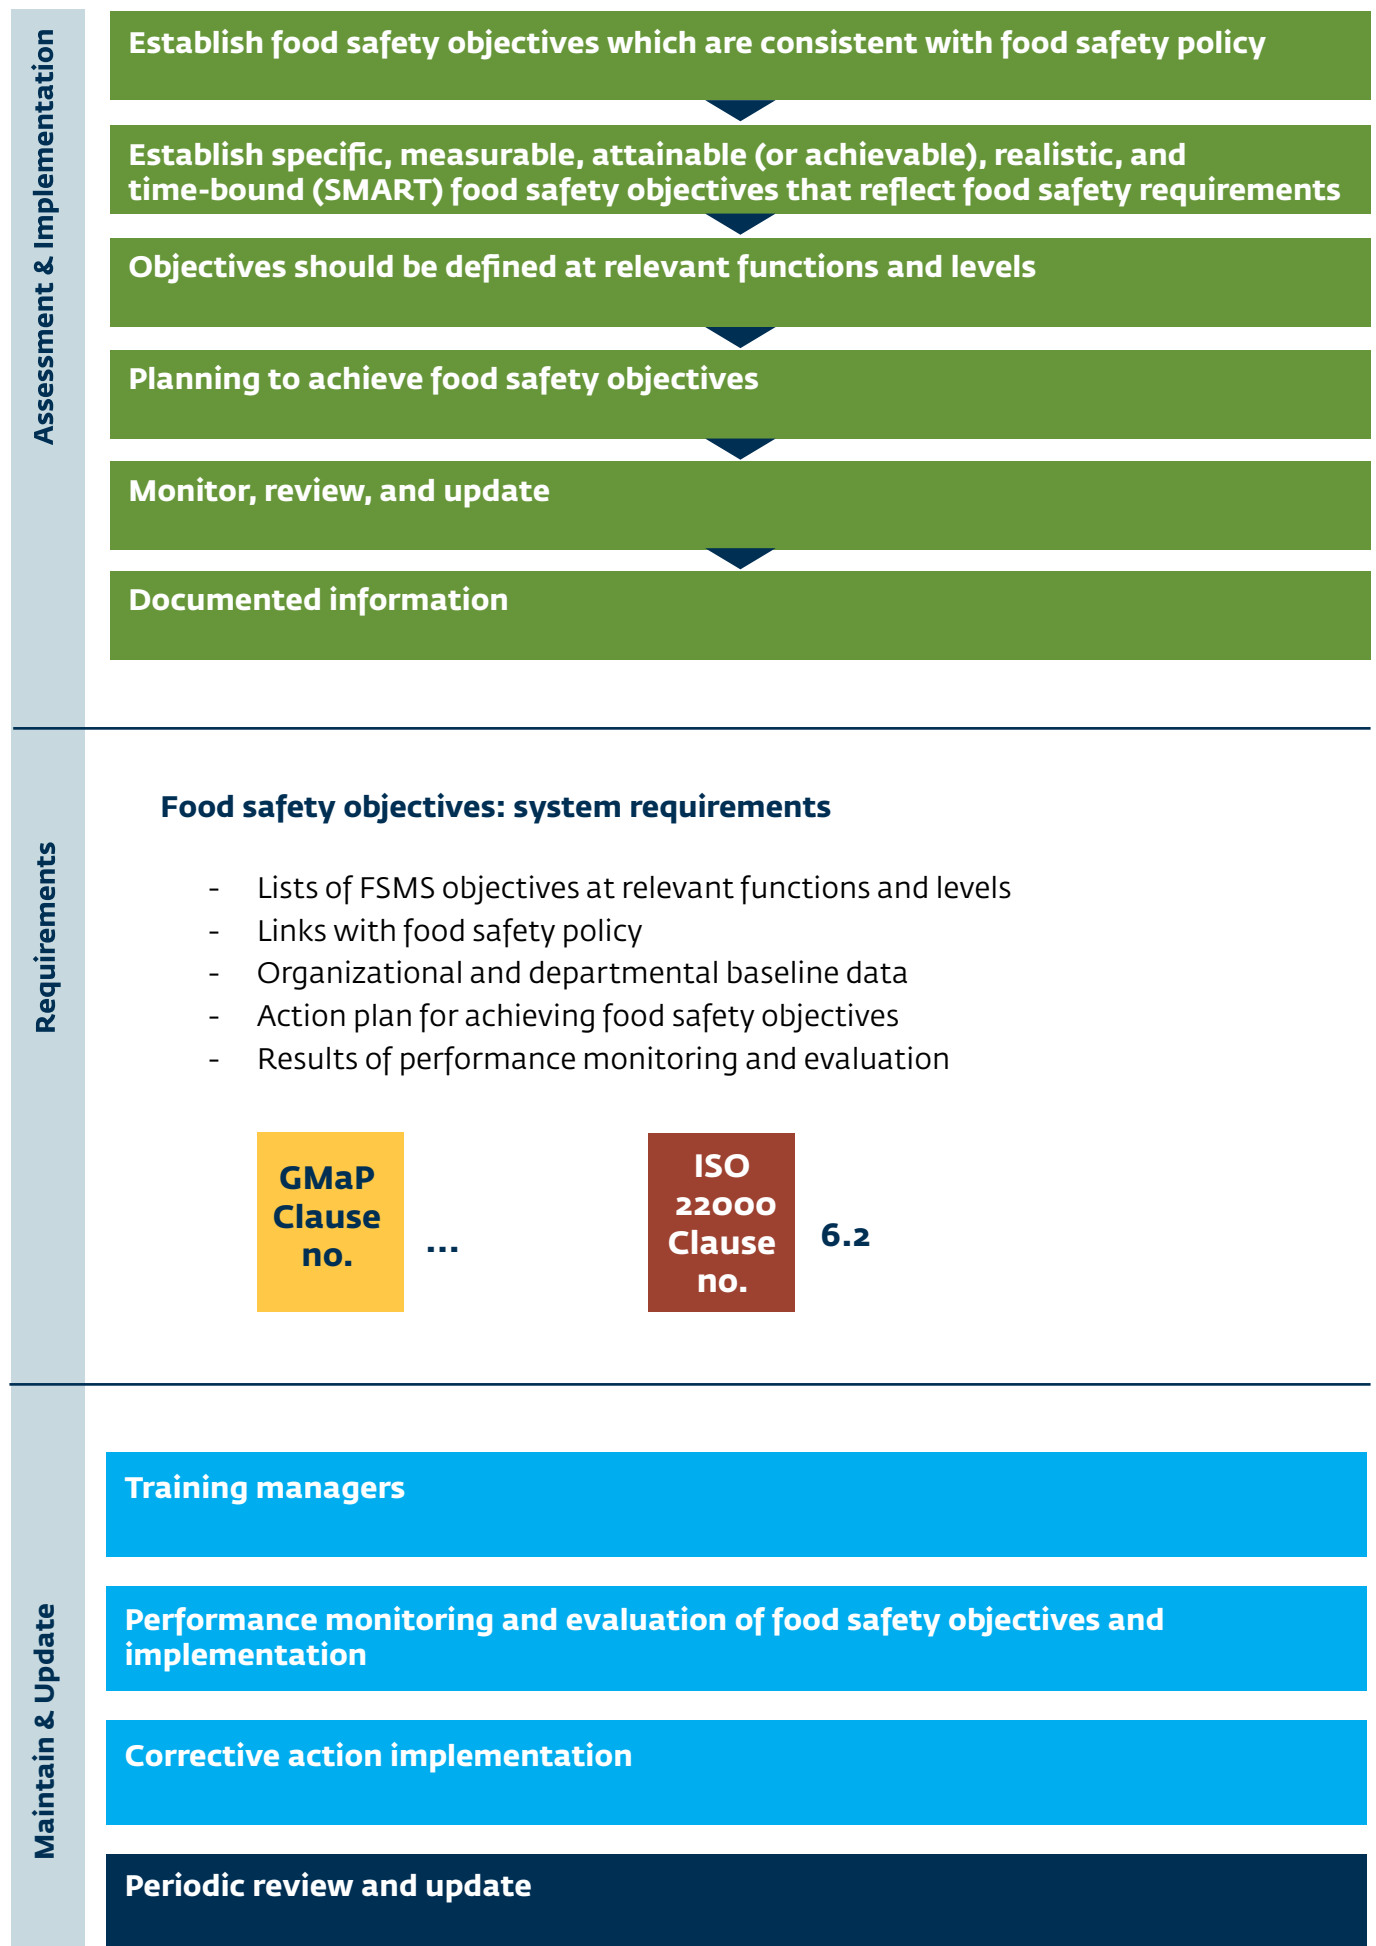 Assessment & Implementation
Establish food safety objectives which are consistent with food safety policy
Establish specific, measurable, attainable (or achievable), realistic, and
time-bound (SMART) food safety objectives that reflect food safety requirements
Objectives should be defined at relevant functions and levels
Planning to achieve food safety objectives
Monitor, review, and update
Documented information
Requirements
Food safety objectives: system requirements
- Lists of FSMS objectives at relevant functions and levels
- Links with food safety policy
- Organizational and departmental baseline data
- Action plan for achieving food safety objectives
- Results of performance monitoring and evaluation
GMaP
Clause
no.
...
ISO
22000
Clause
no.
6.2
Maintain & Update
Training managers
Performance monitoring and evaluation of food safety objectives and
implementation
Corrective action implementation
Periodic review and update